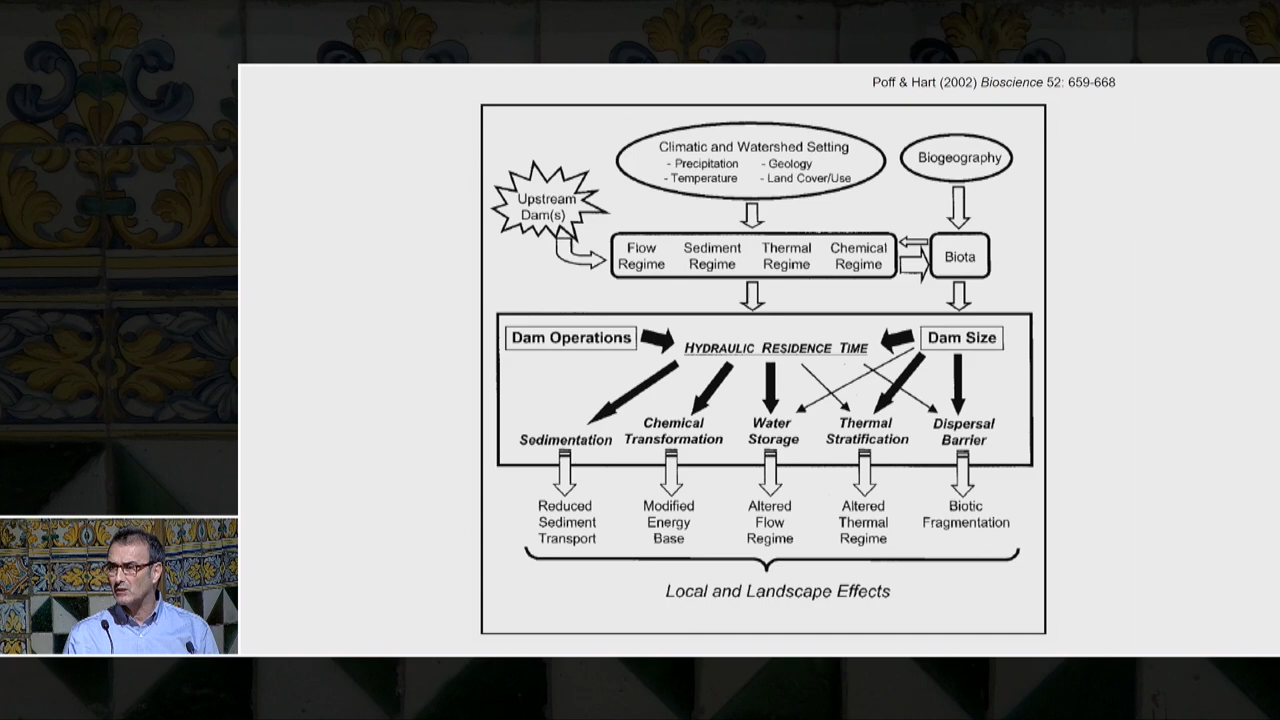 Poff & Hart (2002) Bioscience 52: 659-668
Climatic and Watershed Setting
- Precipitation - Geology
- Temperature - Land Cover/Use
Biogeography
Upstream
Dam(s)
Flow
Regime
Sediment
Regime
Thermal
Regime
Chemical
Regime
Biota
Dam Operations
HYDRAULIC RESIDENCE TIME
Dam Size
Sedimentation
Chemical
Transformation
Water
Storage
Thermal
Stratification
Dispersal
Barrier
Reduced
Sediment
Transport
Modified
Energy
Base
Altered
Flow
Regime
Altered
Thermal
Regime
Biotic
Fragmentation
Local and Landscape Effects